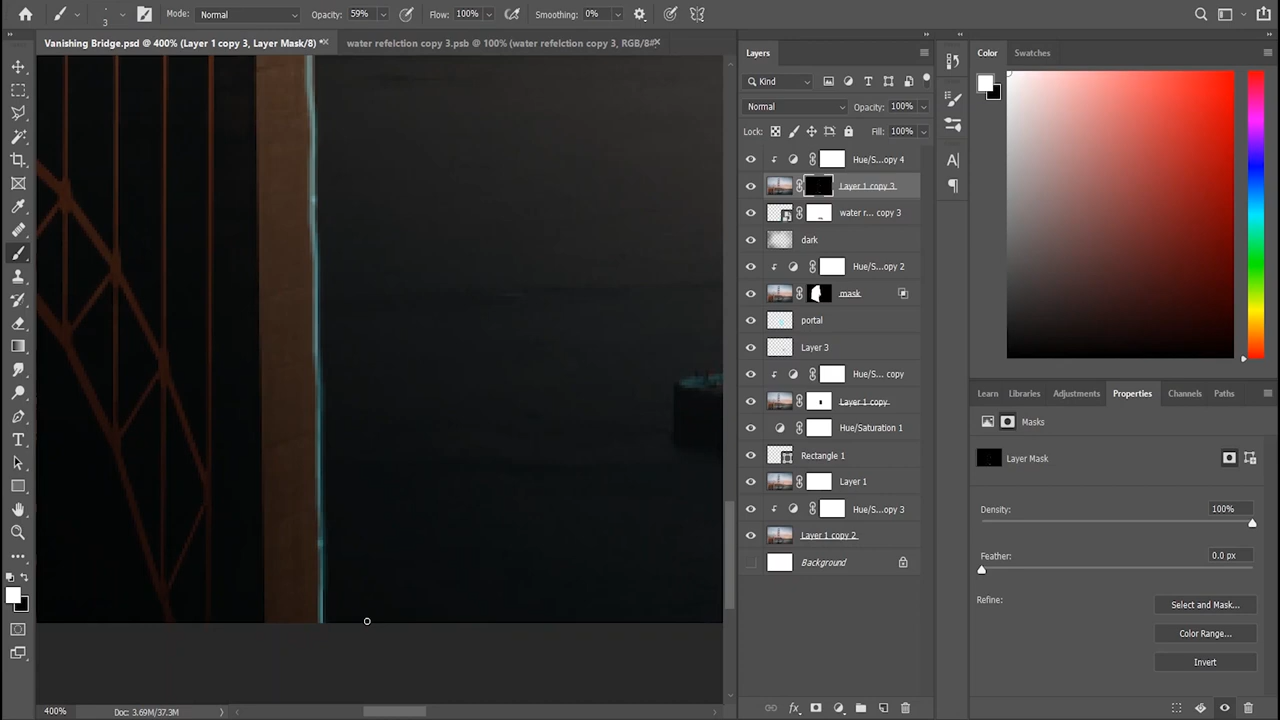 3
Mode: Normal
Opacity: 59%
Flow: 100%
Smoothing: 0%
Vanishing Bridge.psd @ 400% (Layer 1 copy 3, Layer Mask/8) *
water refelction copy 3.psb @ 100% (water refelction copy 3, RGB/8#)
Layers
Kind
Normal
Opacity: 100%
Lock:
Fill: 100%
Hue/S...opy 4
Layer 1 copy 3
water r... copy 3
dark
Hue/S...opy 2
mask
portal
Layer 3
Hue/S... copy
Layer 1 copy
Hue/Saturation 1
Rectangle 1
Layer 1
Hue/S...opy 3
Layer 1 copy 2
Background
fx
Color
Swatches
Learn
Libraries
Adjustments
Properties
Channels
Paths
Masks
Layer Mask
Density:
100%
Feather:
0.0 px
Refine:
Select and Mask...
Color Range...
Invert
400%
Doc: 3.69M/37.3M